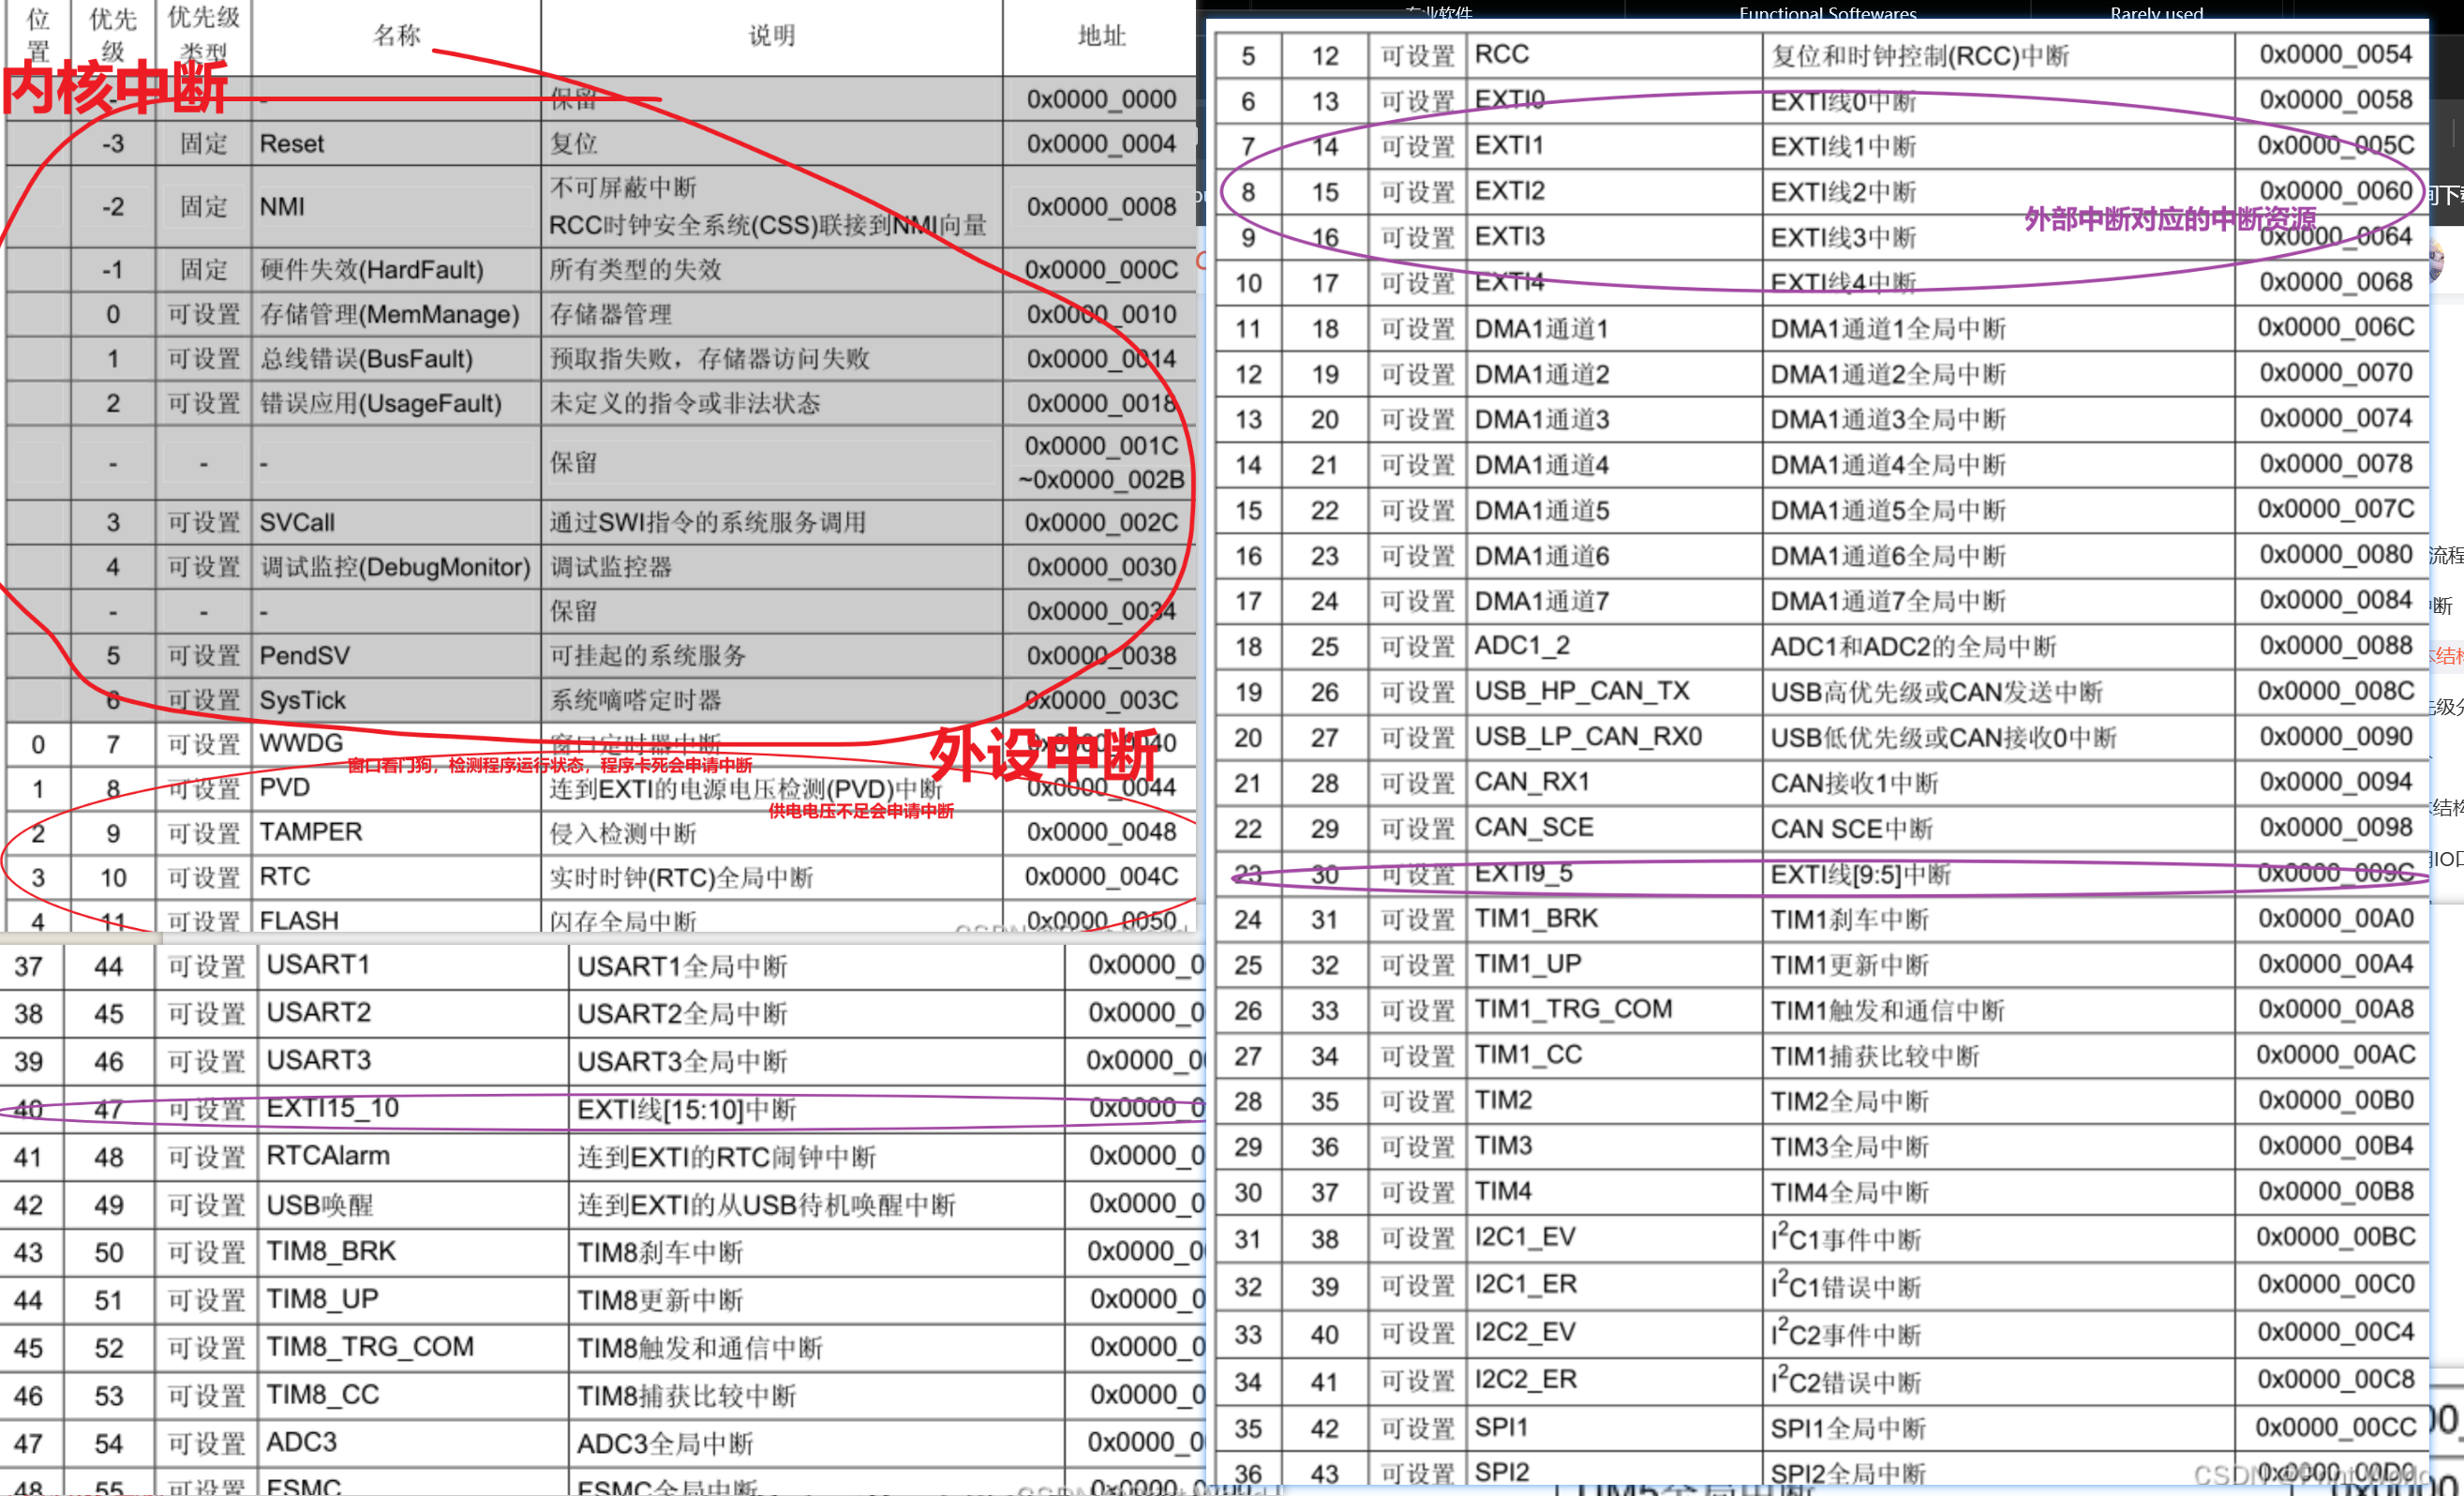 位置 优先级 优先级类型 名称 说明 地址
内核中断
- - 保留 0x0000_0000
-3 固定 Reset 复位 0x0000_0004
-2 固定 NMI 不可屏蔽中断 RCC时钟安全系统(CSS)联接到NMI向量 0x0000_0008
-1 固定 硬件失效(HardFault) 所有类型的失效 0x0000_000C
0 可设置 存储管理(MemManage) 存储器管理 0x0000_0010
1 可设置 总线错误(BusFault) 预取指失败，存储器访问失败 0x0000_0014
2 可设置 错误应用(UsageFault) 未定义的指令或非法状态 0x0000_0018
- - - 保留 0x0000_001C ~0x0000_002B
3 可设置 SVCall 通过SWI指令的系统服务调用 0x0000_002C
4 可设置 调试监控(DebugMonitor) 调试监控器 0x0000_0030
- - - 保留 0x0000_0034
5 可设置 PendSV 可挂起的系统服务 0x0000_0038
6 可设置 SysTick 系统嘀嗒定时器 0x0000_003C
外设中断
0 7 可设置 WWDG 窗口定时器中断 0x0000_0040
窗口看门狗，检测程序运行状态，程序卡死会申请中断
1 8 可设置 PVD 连到EXTI的电源电压检测(PVD)中断 0x0000_0044
供电电压不足会申请中断
2 9 可设置 TAMPER 侵入检测中断 0x0000_0048
3 10 可设置 RTC 实时时钟(RTC)全局中断 0x0000_004C
4 11 可设置 FLASH 闪存全局中断 0x0000_0050
37 44 可设置 USART1 USART1全局中断 0x0000_0
38 45 可设置 USART2 USART2全局中断 0x0000_0
39 46 可设置 USART3 USART3全局中断 0x0000_0
40 47 可设置 EXTI15_10 EXTI线[15:10]中断 0x0000_0
41 48 可设置 RTCAlarm 连到EXTI的RTC闹钟中断 0x0000_0
42 49 可设置 USB唤醒 连到EXTI的从USB待机唤醒中断 0x0000_0
43 50 可设置 TIM8_BRK TIM8刹车中断 0x0000_0
44 51 可设置 TIM8_UP TIM8更新中断 0x0000_0
45 52 可设置 TIM8_TRG_COM TIM8触发和通信中断 0x0000_0
46 53 可设置 TIM8_CC TIM8捕获比较中断 0x0000_0
47 54 可设置 ADC3 ADC3全局中断 0x0000_0
48 55 可设置 FSMC FSMC全局中断
专业软件 Functional Softewares Rarely used
5 12 可设置 RCC 复位和时钟控制(RCC)中断 0x0000_0054
6 13 可设置 EXTI0 EXTI线0中断 0x0000_0058
7 14 可设置 EXTI1 EXTI线1中断 0x0000_005C
8 15 可设置 EXTI2 EXTI线2中断 0x0000_0060
外部中断对应的中断资源
9 16 可设置 EXTI3 EXTI线3中断 0x0000_0064
10 17 可设置 EXTI4 EXTI线4中断 0x0000_0068
11 18 可设置 DMA1通道1 DMA1通道1全局中断 0x0000_006C
12 19 可设置 DMA1通道2 DMA1通道2全局中断 0x0000_0070
13 20 可设置 DMA1通道3 DMA1通道3全局中断 0x0000_0074
14 21 可设置 DMA1通道4 DMA1通道4全局中断 0x0000_0078
15 22 可设置 DMA1通道5 DMA1通道5全局中断 0x0000_007C
16 23 可设置 DMA1通道6 DMA1通道6全局中断 0x0000_0080
17 24 可设置 DMA1通道7 DMA1通道7全局中断 0x0000_0084
18 25 可设置 ADC1_2 ADC1和ADC2的全局中断 0x0000_0088
19 26 可设置 USB_HP_CAN_TX USB高优先级或CAN发送中断 0x0000_008C
20 27 可设置 USB_LP_CAN_RX0 USB低优先级或CAN接收0中断 0x0000_0090
21 28 可设置 CAN_RX1 CAN接收1中断 0x0000_0094
22 29 可设置 CAN_SCE CAN SCE中断 0x0000_0098
23 30 可设置 EXTI9_5 EXTI线[9:5]中断 0x0000_009C
24 31 可设置 TIM1_BRK TIM1刹车中断 0x0000_00A0
25 32 可设置 TIM1_UP TIM1更新中断 0x0000_00A4
26 33 可设置 TIM1_TRG_COM TIM1触发和通信中断 0x0000_00A8
27 34 可设置 TIM1_CC TIM1捕获比较中断 0x0000_00AC
28 35 可设置 TIM2 TIM2全局中断 0x0000_00B0
29 36 可设置 TIM3 TIM3全局中断 0x0000_00B4
30 37 可设置 TIM4 TIM4全局中断 0x0000_00B8
31 38 可设置 I2C1_EV I²C1事件中断 0x0000_00BC
32 39 可设置 I2C1_ER I²C1错误中断 0x0000_00C0
33 40 可设置 I2C2_EV I²C2事件中断 0x0000_00C4
34 41 可设置 I2C2_ER I²C2错误中断 0x0000_00C8
35 42 可设置 SPI1 SPI1全局中断 0x0000_00CC
36 43 可设置 SPI2 SPI2全局中断 0x0000_00D0
流程
中断
本结构